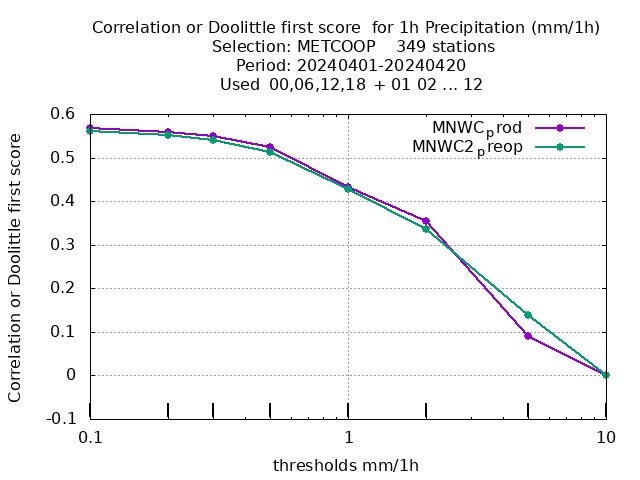 Correlation or Doolittle first score  for 1h Precipitation (mm/1h)
Selection: METCOOP    349 stations
Period: 20240401-20240420
Used  00,06,12,18 + 01 02 ... 12
MNWCprod
MNWC2preop
Correlation or Doolittle first score
0.6
0.5
0.4
0.3
0.2
0.1
0
-0.1
0.1 1 10
thresholds mm/1h